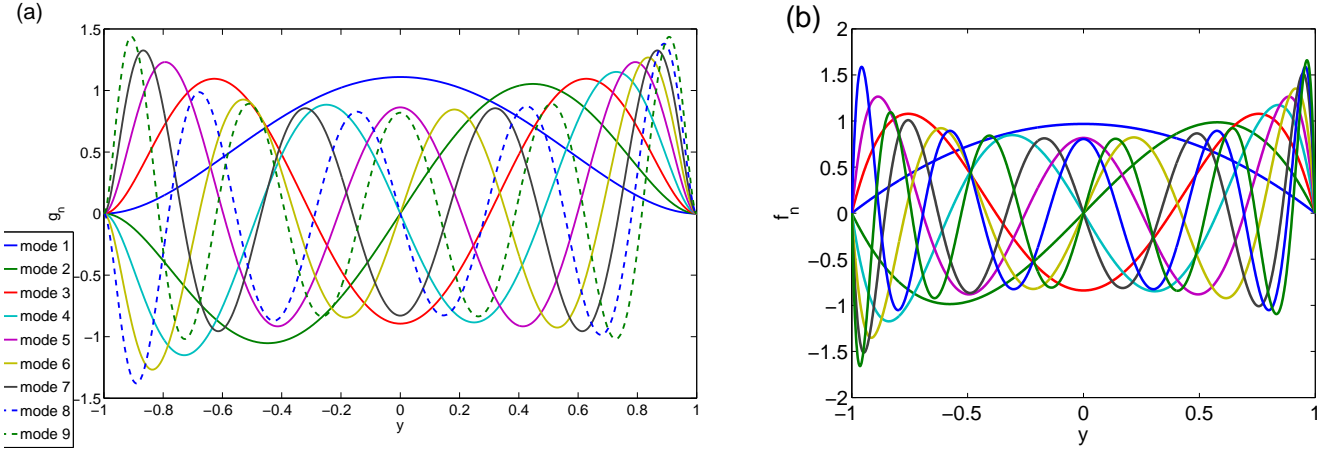 (a)
1.5
1
0.5
0
−0.5
−1
−1.5
g_n
−1 −0.8 −0.6 −0.4 −0.2 0 0.2 0.4 0.6 0.8 1
y
mode 1
mode 2
mode 3
mode 4
mode 5
mode 6
mode 7
mode 8
mode 9
(b)
2
1.5
1
0.5
0
−0.5
−1
−1.5
−2
f_n
−1 −0.5 0 0.5 1
y